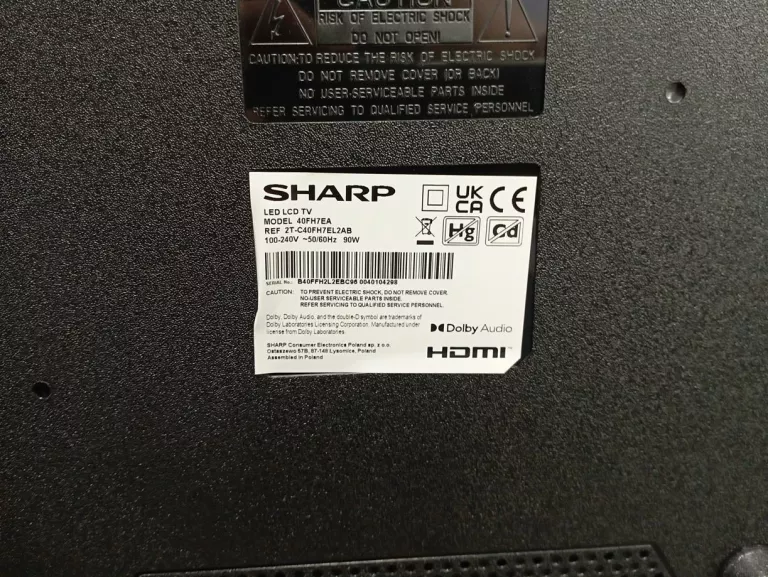 CAUTION
RISK OF ELECTRIC SHOCK
DO NOT OPEN!
CAUTION:TO REDUCE THE RISK OF ELECTRIC SHOCK
DO NOT REMOVE COVER (OR BACK)
NO USER-SERVICEABLE PARTS INSIDE
REFER SERVICING TO QUALIFIED SERVICE PERSONNEL
SHARP
LED LCD TV
MODEL 40FH7EA
REF 2T-C40FH7EL2AB
100-240V ~50/60Hz 90W
UK
CA CE
Hg Cd
SERIAL No.: B40FFH2L2EBC96 0040104298
CAUTION: TO PREVENT ELECTRIC SHOCK, DO NOT REMOVE COVER.
NO-USER SERVICEABLE PARTS INSIDE.
REFER SERVICING TO QUALIFIED SERVICE PERSONNEL.
Dolby, Dolby Audio, and the double-D symbol are trademarks of
Dolby Laboratories Licensing Corporation. Manufactured under
license from Dolby Laboratories.
Dolby Audio
SHARP Consumer Electronics Poland sp. z o.o.
Ostaszewo 57B, 87-148 Łysomice, Poland
Assembled in Poland
HDMI™